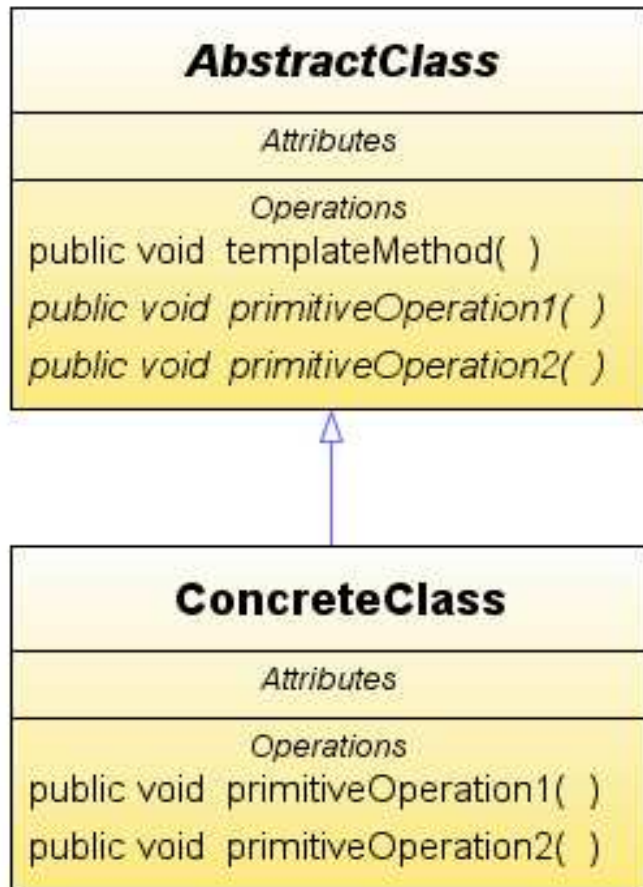 AbstractClass
Attributes
Operations
public void templateMethod( )
public void primitiveOperation1( )
public void primitiveOperation2( )
ConcreteClass
Attributes
Operations
public void primitiveOperation1( )
public void primitiveOperation2( )